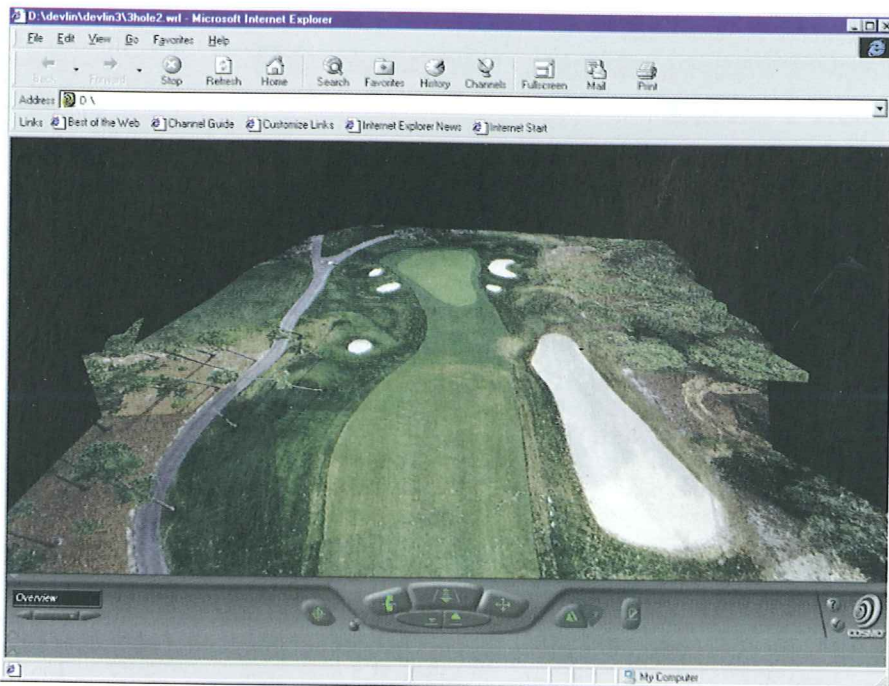 D:\devlin\devlin3\3hole2.wrl - Microsoft Internet Explorer
File Edit View Go Favorites Help
Back Forward Stop Refresh Home Search Favorites History Channels Fullscreen Mail Print
Address D:\
Links Best of the Web Channel Guide Customize Links Internet Explorer News Internet Start
Overview
?
COSMO
My Computer